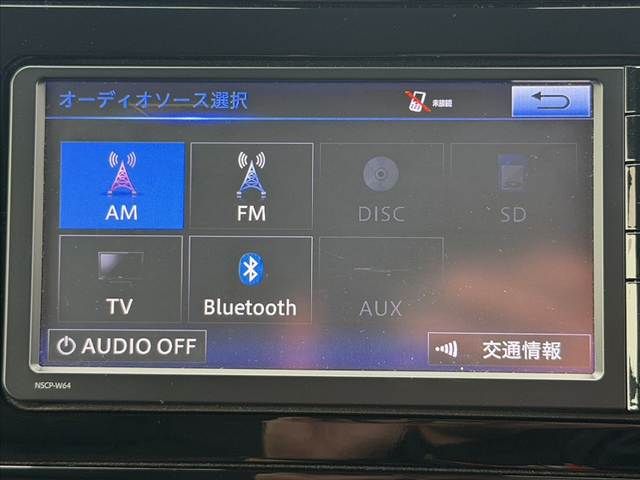 オーディオソース選択
未接続
AM
FM
DISC
SD
TV
Bluetooth
AUX
AUDIO OFF
交通情報
NSCP-W64